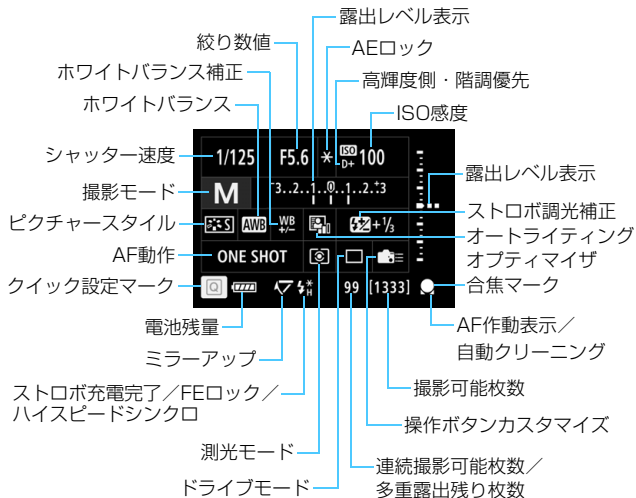 露出レベル表示
絞り数値
AEロック
ホワイトバランス補正
高輝度側・階調優先
ホワイトバランス
ISO感度
シャッター速度
1/125 F5.6 ISO D+ 100
露出レベル表示
撮影モード
M
-3..2..1..0..1..2.+3
ストロボ調光補正
ピクチャースタイル
S AWB WB +/- +1/3
オートライティング
オプティマイザ
AF動作
ONE SHOT
クイック設定マーク
Q H 99 [1333]
合焦マーク
電池残量
AF作動表示／
自動クリーニング
ミラーアップ
ストロボ充電完了／FEロック／
ハイスピードシンクロ
撮影可能枚数
操作ボタンカスタマイズ
測光モード
連続撮影可能枚数／
多重露出残り枚数
ドライブモード